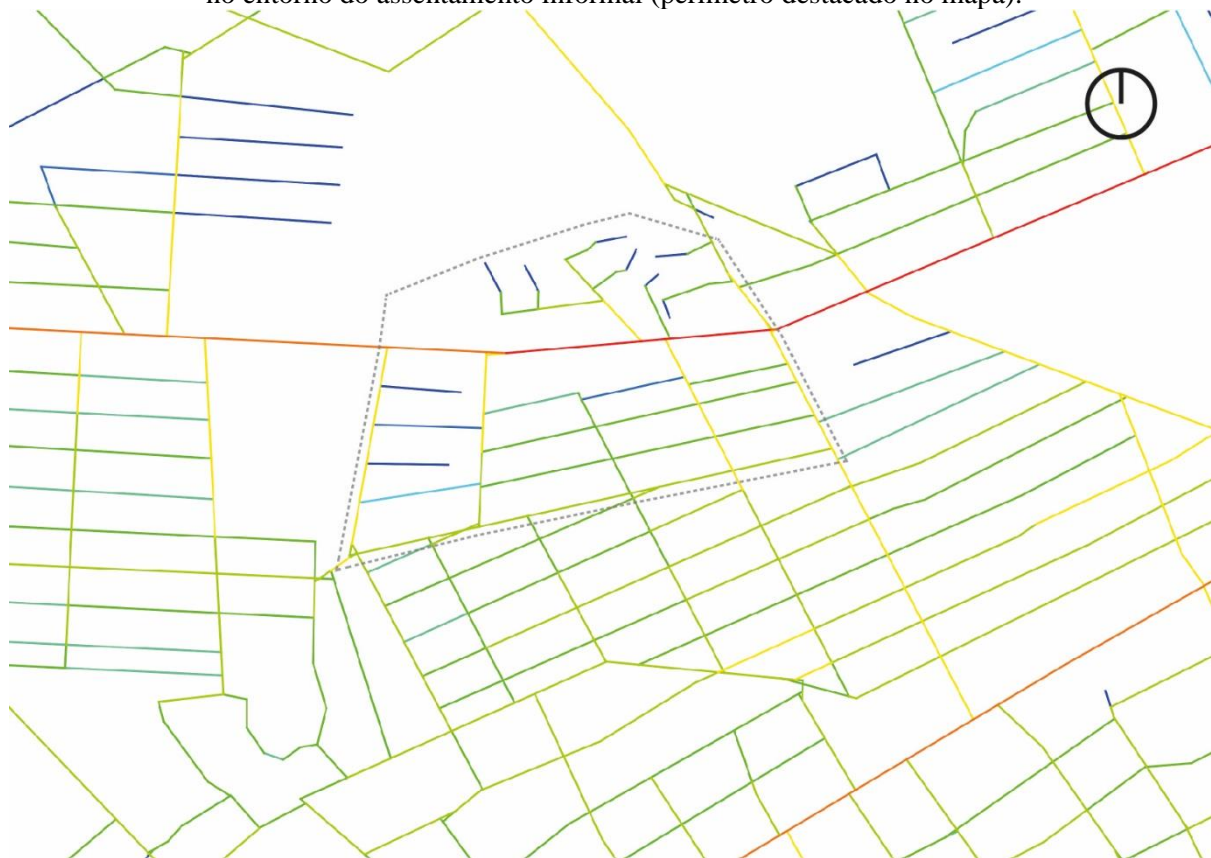 no entorno do assentamento informal (perímetro destacado no mapa).